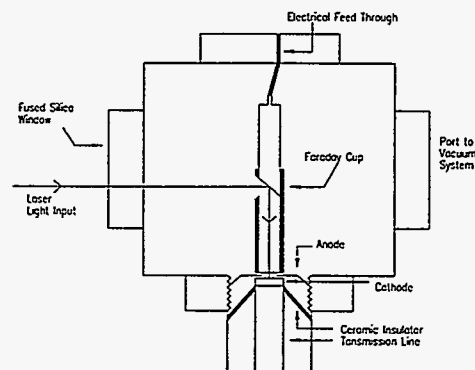 Electrical Feed Through
Fused Silica
Window
Faraday Cup
Port to
Vacuum
System
Laser
Light Input
Anode
Cathode
Ceramic Insulator
Tansmission Line